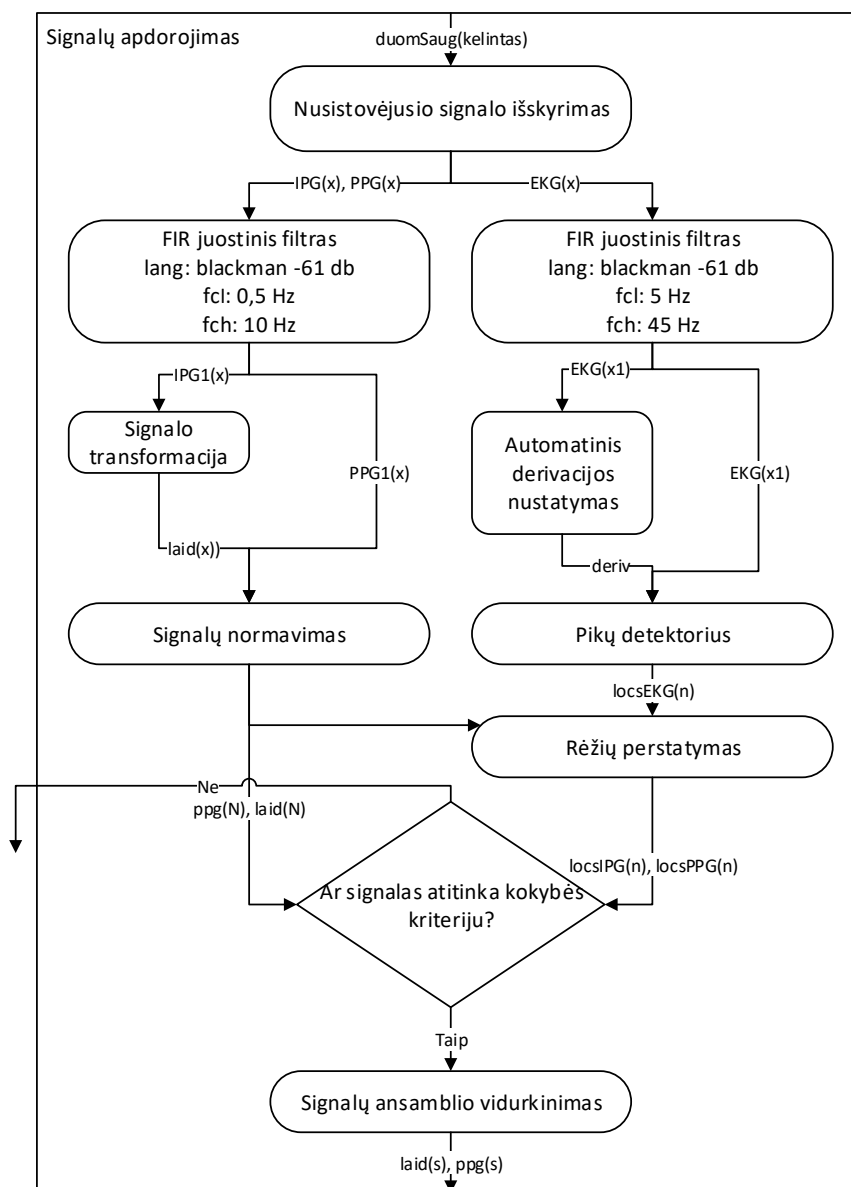 Signalų apdorojimas
duomSaug(kelintas)
Nusistovėjusio signalo išskyrimas
IPG(x), PPG(x)
EKG(x)
FIR juostinis filtras
lang: blackman -61 db
fcl: 0,5 Hz
fch: 10 Hz
FIR juostinis filtras
lang: blackman -61 db
fcl: 5 Hz
fch: 45 Hz
IPG1(x)
EKG(x1)
Signalo
transformacija
PPG1(x)
Automatinis
derivacijos
nustatymas
EKG(x1)
laid(x))
deriv
Signalų normavimas
Pikų detektorius
locsEKG(n)
Rėžių perstatymas
Ne
ppg(N), laid(N)
locsIPG(n), locsPPG(n)
Ar signalas atitinka kokybės
kriteriju?
Taip
Signalų ansamblio vidurkinimas
laid(s), ppg(s)